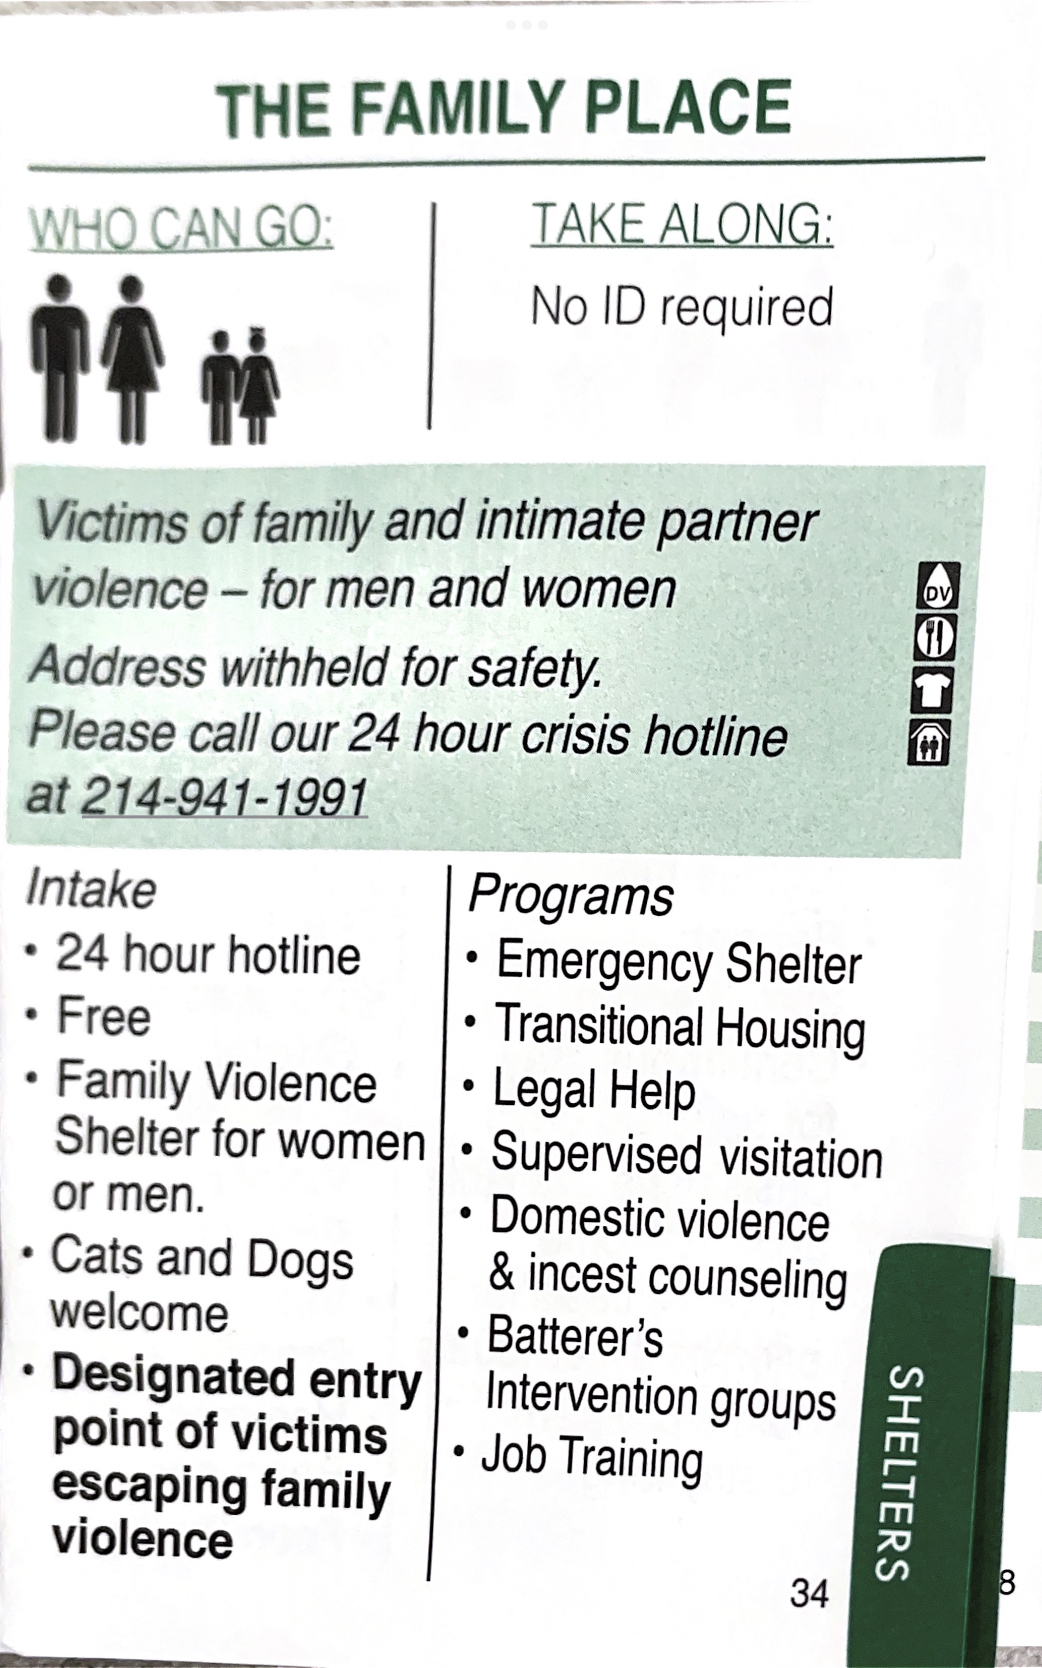 THE FAMILY PLACE
WHO CAN GO:
TAKE ALONG:
No ID required
Victims of family and intimate partner
violence – for men and women
Address withheld for safety.
Please call our 24 hour crisis hotline
at 214-941-1991
DV
Intake
• 24 hour hotline
• Free
• Family Violence
Shelter for women
or men.
• Cats and Dogs
welcome
• Designated entry
point of victims
escaping family
violence
Programs
• Emergency Shelter
• Transitional Housing
• Legal Help
• Supervised visitation
• Domestic violence
& incest counseling
• Batterer's
Intervention groups
• Job Training
SHELTERS
34
8